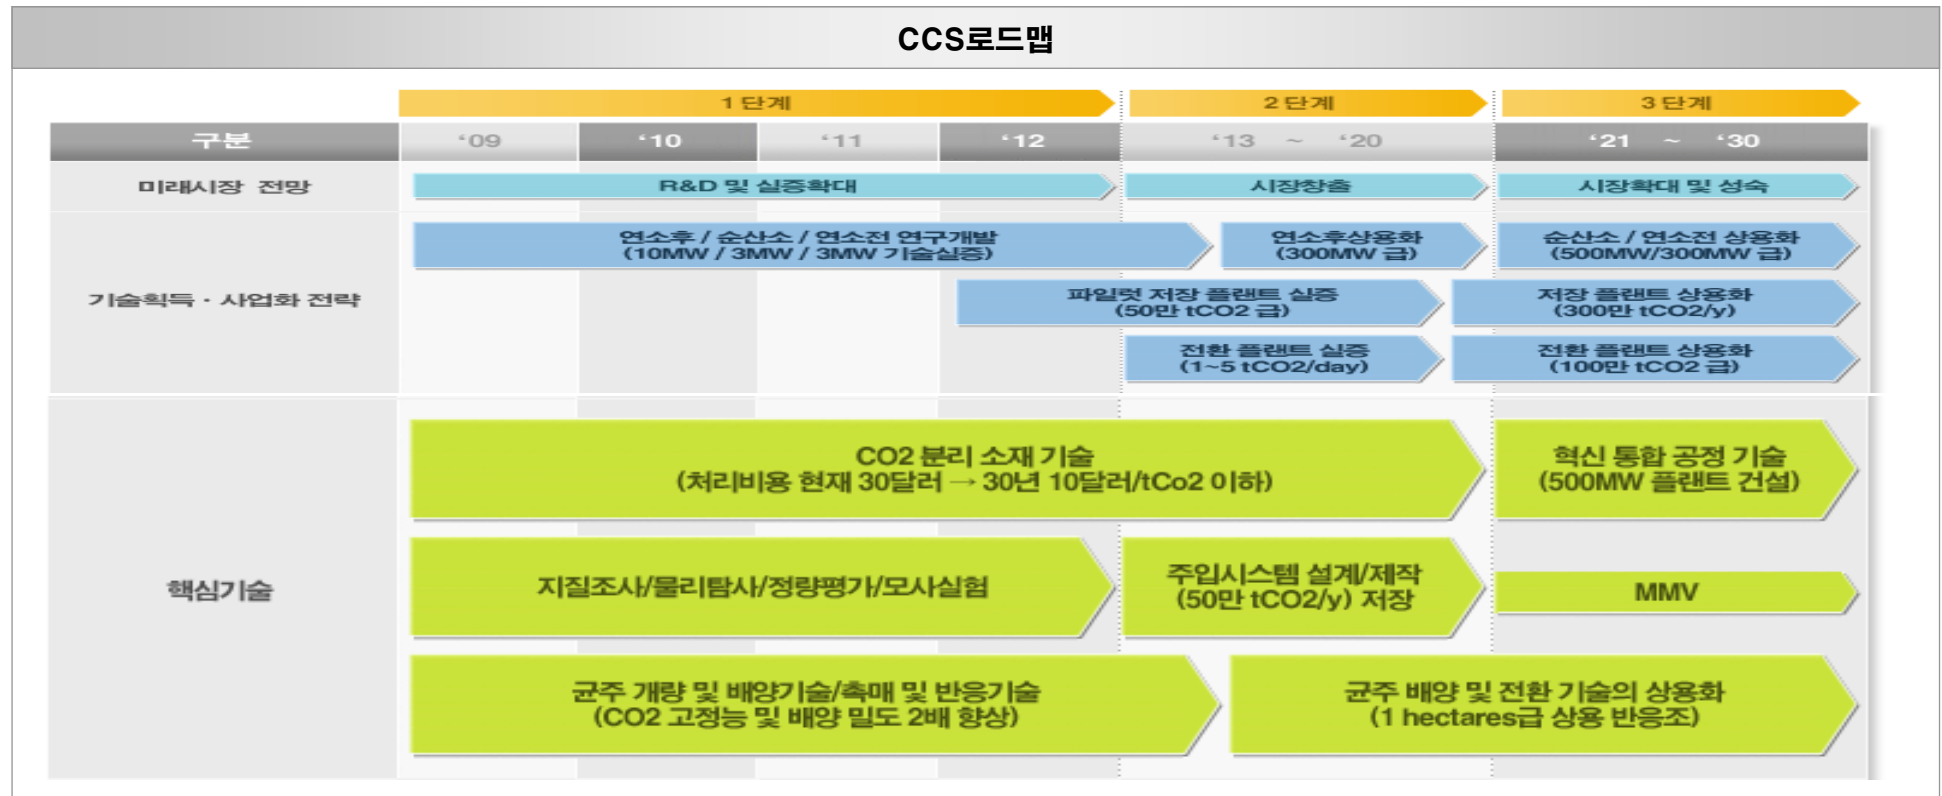 CCS로드맵
1 단계
2 단계
3 단계
구분
‘09
‘10
‘11
‘12
‘13 ~ ‘20
‘21 ~ ‘30
미래시장 전망
R&D 및 실증확대
시장창출
시장확대 및 성숙
기술획득 · 사업화 전략
연소후 / 순산소 / 연소전 연구개발
(10MW / 3MW / 3MW 기술실증)
연소후상용화
(300MW 급)
순산소 / 연소전 상용화
(500MW/300MW 급)
파일럿 저장 플랜트 실증
(50만 tCO2 급)
저장 플랜트 상용화
(300만 tCO2/y)
전환 플랜트 실증
(1~5 tCO2/day)
전환 플랜트 상용화
(100만 tCO2 급)
핵심기술
CO2 분리 소재 기술
(처리비용 현재 30달러 → 30년 10달러/tCo2 이하)
혁신 통합 공정 기술
(500MW 플랜트 건설)
지질조사/물리탐사/정량평가/모사실험
주입시스템 설계/제작
(50만 tCO2/y) 저장
MMV
균주 개량 및 배양기술/촉매 및 반응기술
(CO2 고정능 및 배양 밀도 2배 향상)
균주 배양 및 전환 기술의 상용화
(1 hectares급 상용 반응조)